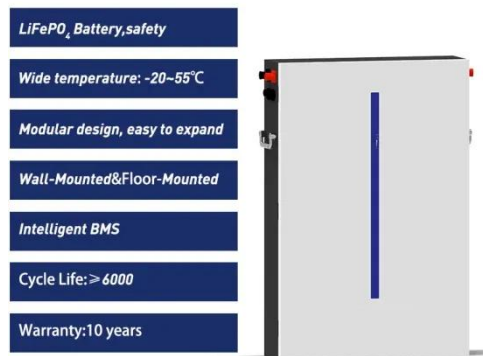 LiFePO₄ Battery,safety
Wide temperature: -20~55℃
Modular design, easy to expand
Wall-Mounted&Floor-Mounted
Intelligent BMS
Cycle Life:≥6000
Warranty:10 years